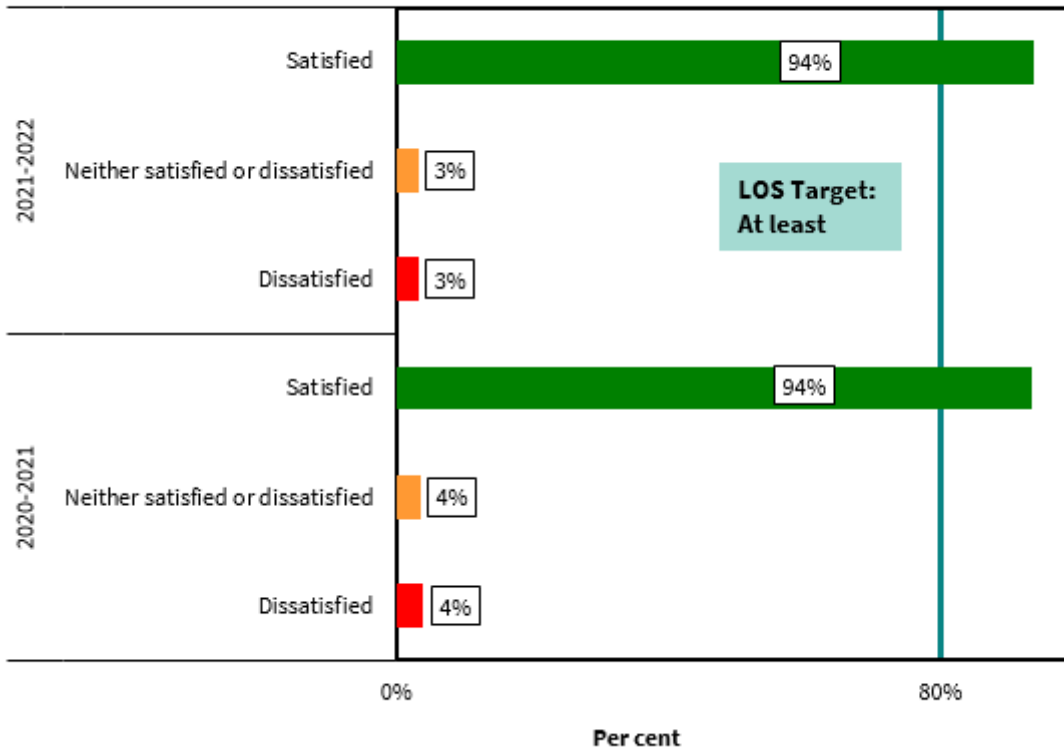 2021-2022
Satisfied
94%
Neither satisfied or dissatisfied
3%
Dissatisfied
3%
LOS Target:
At least
2020-2021
Satisfied
94%
Neither satisfied or dissatisfied
4%
Dissatisfied
4%
0%
80%
Per cent